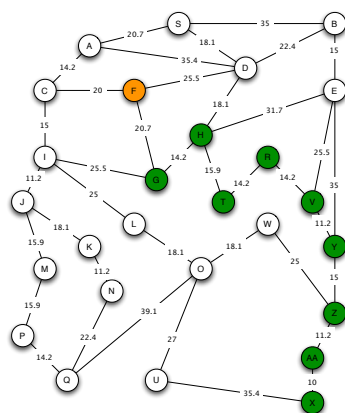 S
35
B
20.7
18.1
A
22.4
15
35.4
D
14.2
25.5
E
C
20
F
18.1
31.7
20.7
25.5
15
H
14.2
35
I
25.5
R
15.9
14.2
14.2
11.2
G
25
J
T
V
11.2
18.1
L
W
Y
15.9
K
18.1
18.1
25
15
M
11.2
O
N
15.9
39.1
Z
P
22.4
27
11.2
14.2
AA
Q
U
10
35.4
X